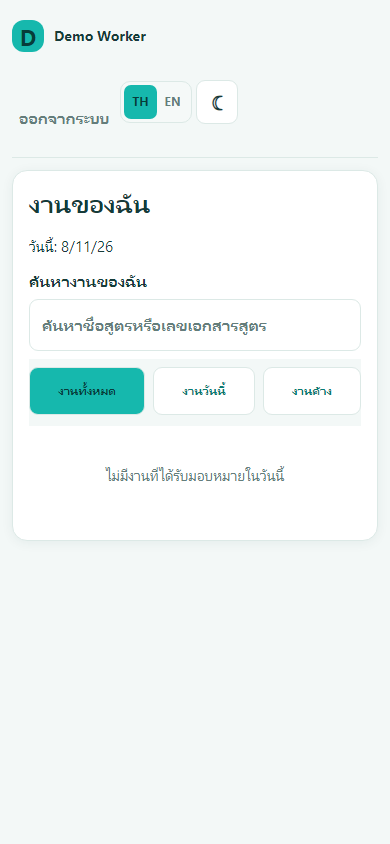 D Demo Worker
ออกจากระบบ TH EN
งานของฉัน
วันนี้: 8/11/26
ค้นหางานของฉัน
ค้นหาชื่อสูตรหรือเลขเอกสารสูตร
งานทั้งหมด งานวันนี้ งานค้าง
ไม่มีงานที่ได้รับมอบหมายในวันนี้